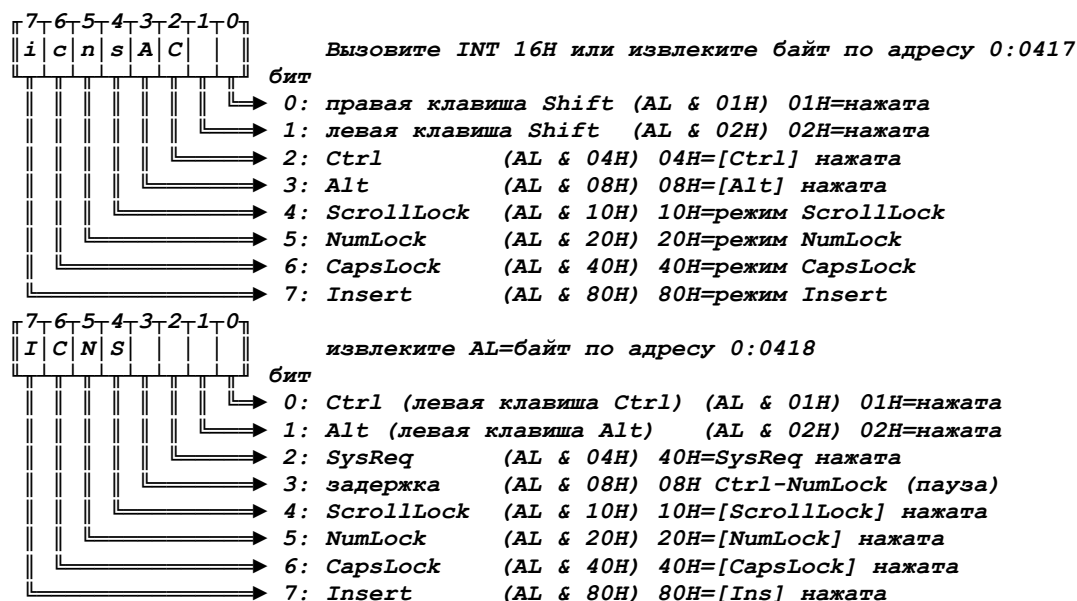 ╓7┬6┬5┬4┬3┬2┬1┬0╖
║i│c│n│s│A│C│ │ ║ Вызовите INT 16H или извлеките байт по адресу 0:0417
бит
0: правая клавиша Shift (AL & 01H) 01H=нажата
1: левая клавиша Shift (AL & 02H) 02H=нажата
2: Ctrl (AL & 04H) 04H=[Ctrl] нажата
3: Alt (AL & 08H) 08H=[Alt] нажата
4: ScrollLock (AL & 10H) 10H=режим ScrollLock
5: NumLock (AL & 20H) 20H=режим NumLock
6: CapsLock (AL & 40H) 40H=режим CapsLock
7: Insert (AL & 80H) 80H=режим Insert
╓7┬6┬5┬4┬3┬2┬1┬0╖
║I│C│N│S│ │ │ │ ║ извлеките AL=байт по адресу 0:0418
бит
0: Ctrl (левая клавиша Ctrl) (AL & 01H) 01H=нажата
1: Alt (левая клавиша Alt) (AL & 02H) 02H=нажата
2: SysReq (AL & 04H) 40H=SysReq нажата
3: задержка (AL & 08H) 08H Ctrl-NumLock (пауза)
4: ScrollLock (AL & 10H) 10H=[ScrollLock] нажата
5: NumLock (AL & 20H) 20H=[NumLock] нажата
6: CapsLock (AL & 40H) 40H=[CapsLock] нажата
7: Insert (AL & 80H) 80H=[Ins] нажата